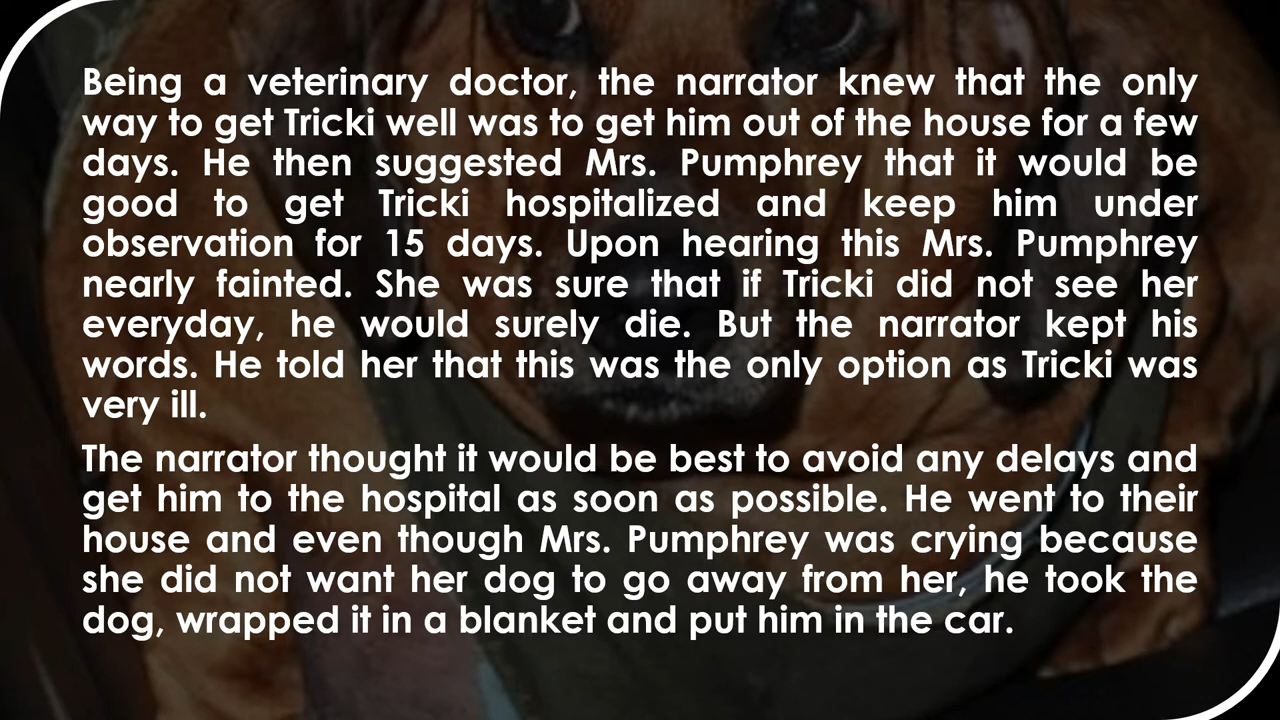 Being a veterinary doctor, the narrator knew that the only
way to get Tricki well was to get him out of the house for a few
days. He then suggested Mrs. Pumphrey that it would be
good to get Tricki hospitalized and keep him under
observation for 15 days. Upon hearing this Mrs. Pumphrey
nearly fainted. She was sure that if Tricki did not see her
everyday, he would surely die. But the narrator kept his
words. He told her that this was the only option as Tricki was
very ill.
The narrator thought it would be best to avoid any delays and
get him to the hospital as soon as possible. He went to their
house and even though Mrs. Pumphrey was crying because
she did not want her dog to go away from her, he took the
dog, wrapped it in a blanket and put him in the car.